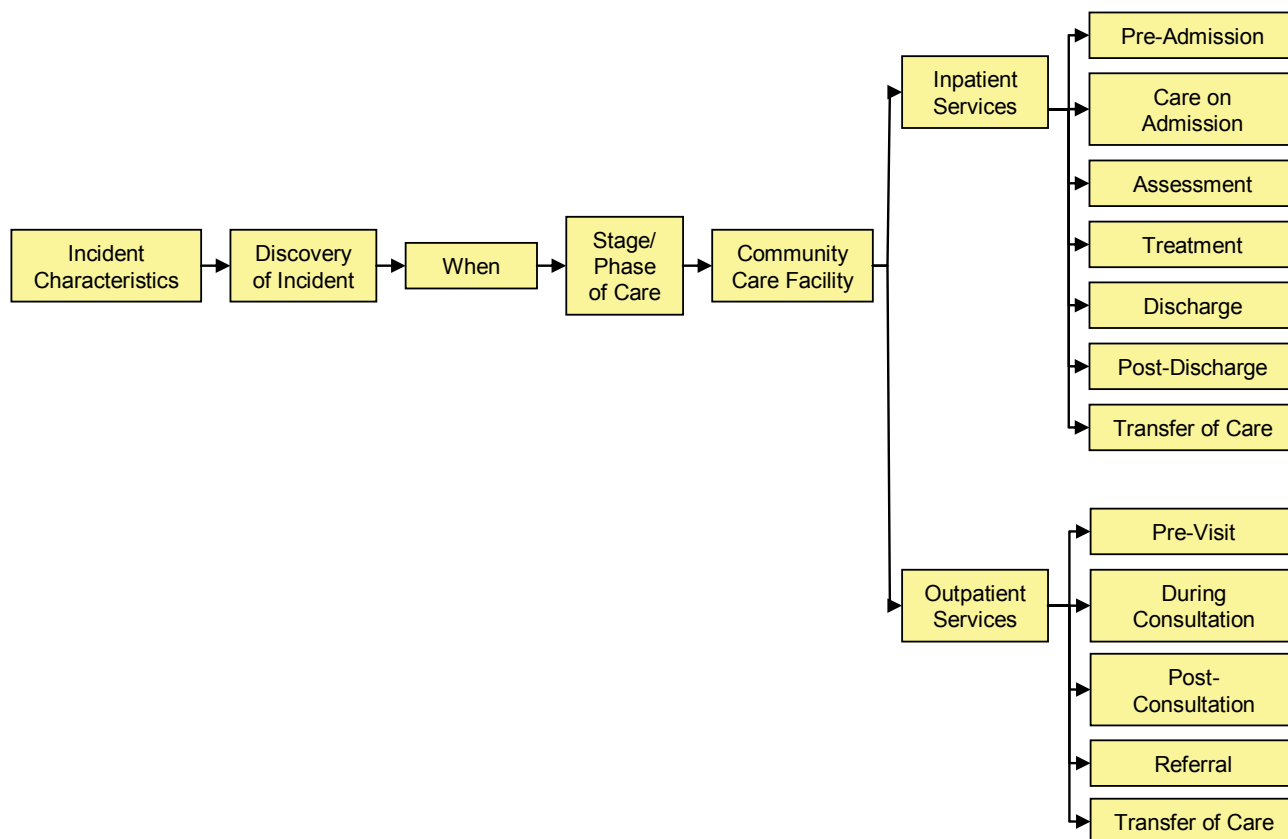 Incident
Characteristics
Discovery
of Incident
When
Stage/
Phase
of Care
Community
Care Facility
Inpatient
Services
Pre-Admission
Care on
Admission
Assessment
Treatment
Discharge
Post-Discharge
Transfer of Care
Outpatient
Services
Pre-Visit
During
Consultation
Post-
Consultation
Referral
Transfer of Care